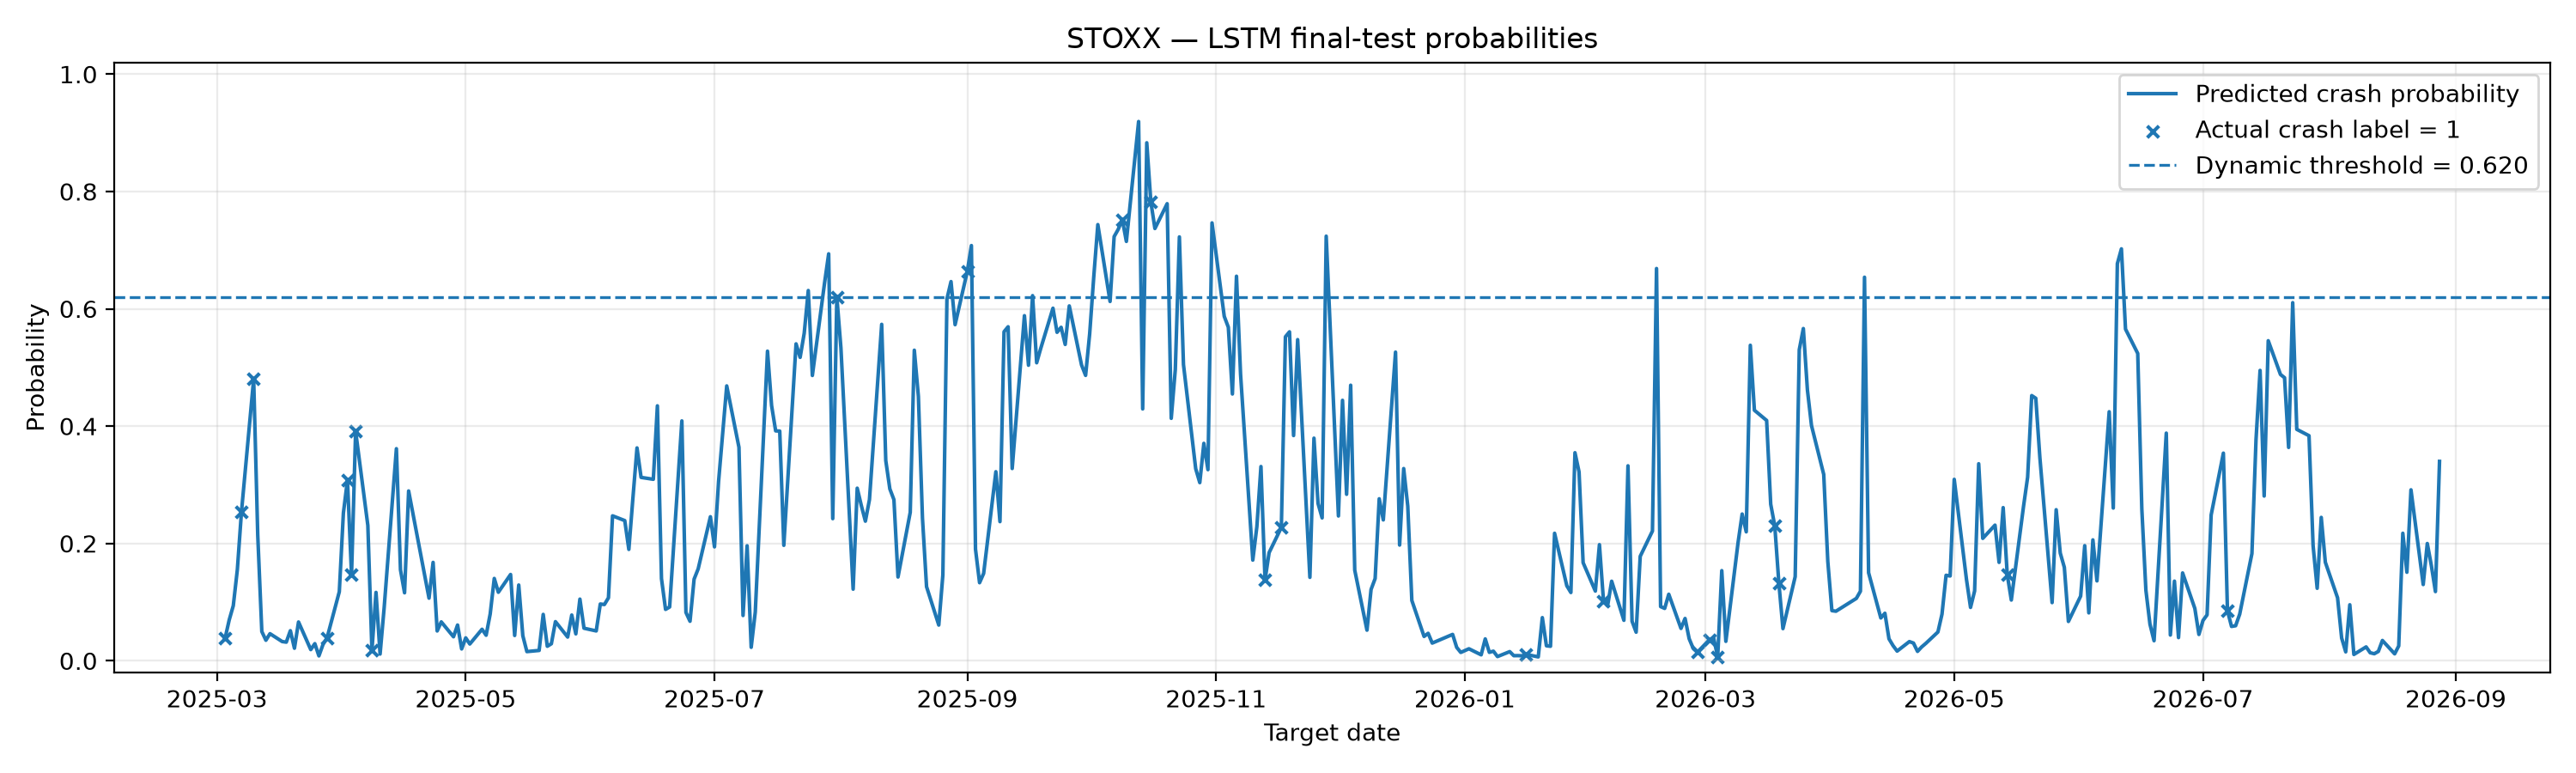 STOXX — LSTM final-test probabilities
Probability
1.0
0.8
0.6
0.4
0.2
0.0
Predicted crash probability
Actual crash label = 1
Dynamic threshold = 0.620
2025-03
2025-05
2025-07
2025-09
2025-11
2026-01
2026-03
2026-05
2026-07
2026-09
Target date